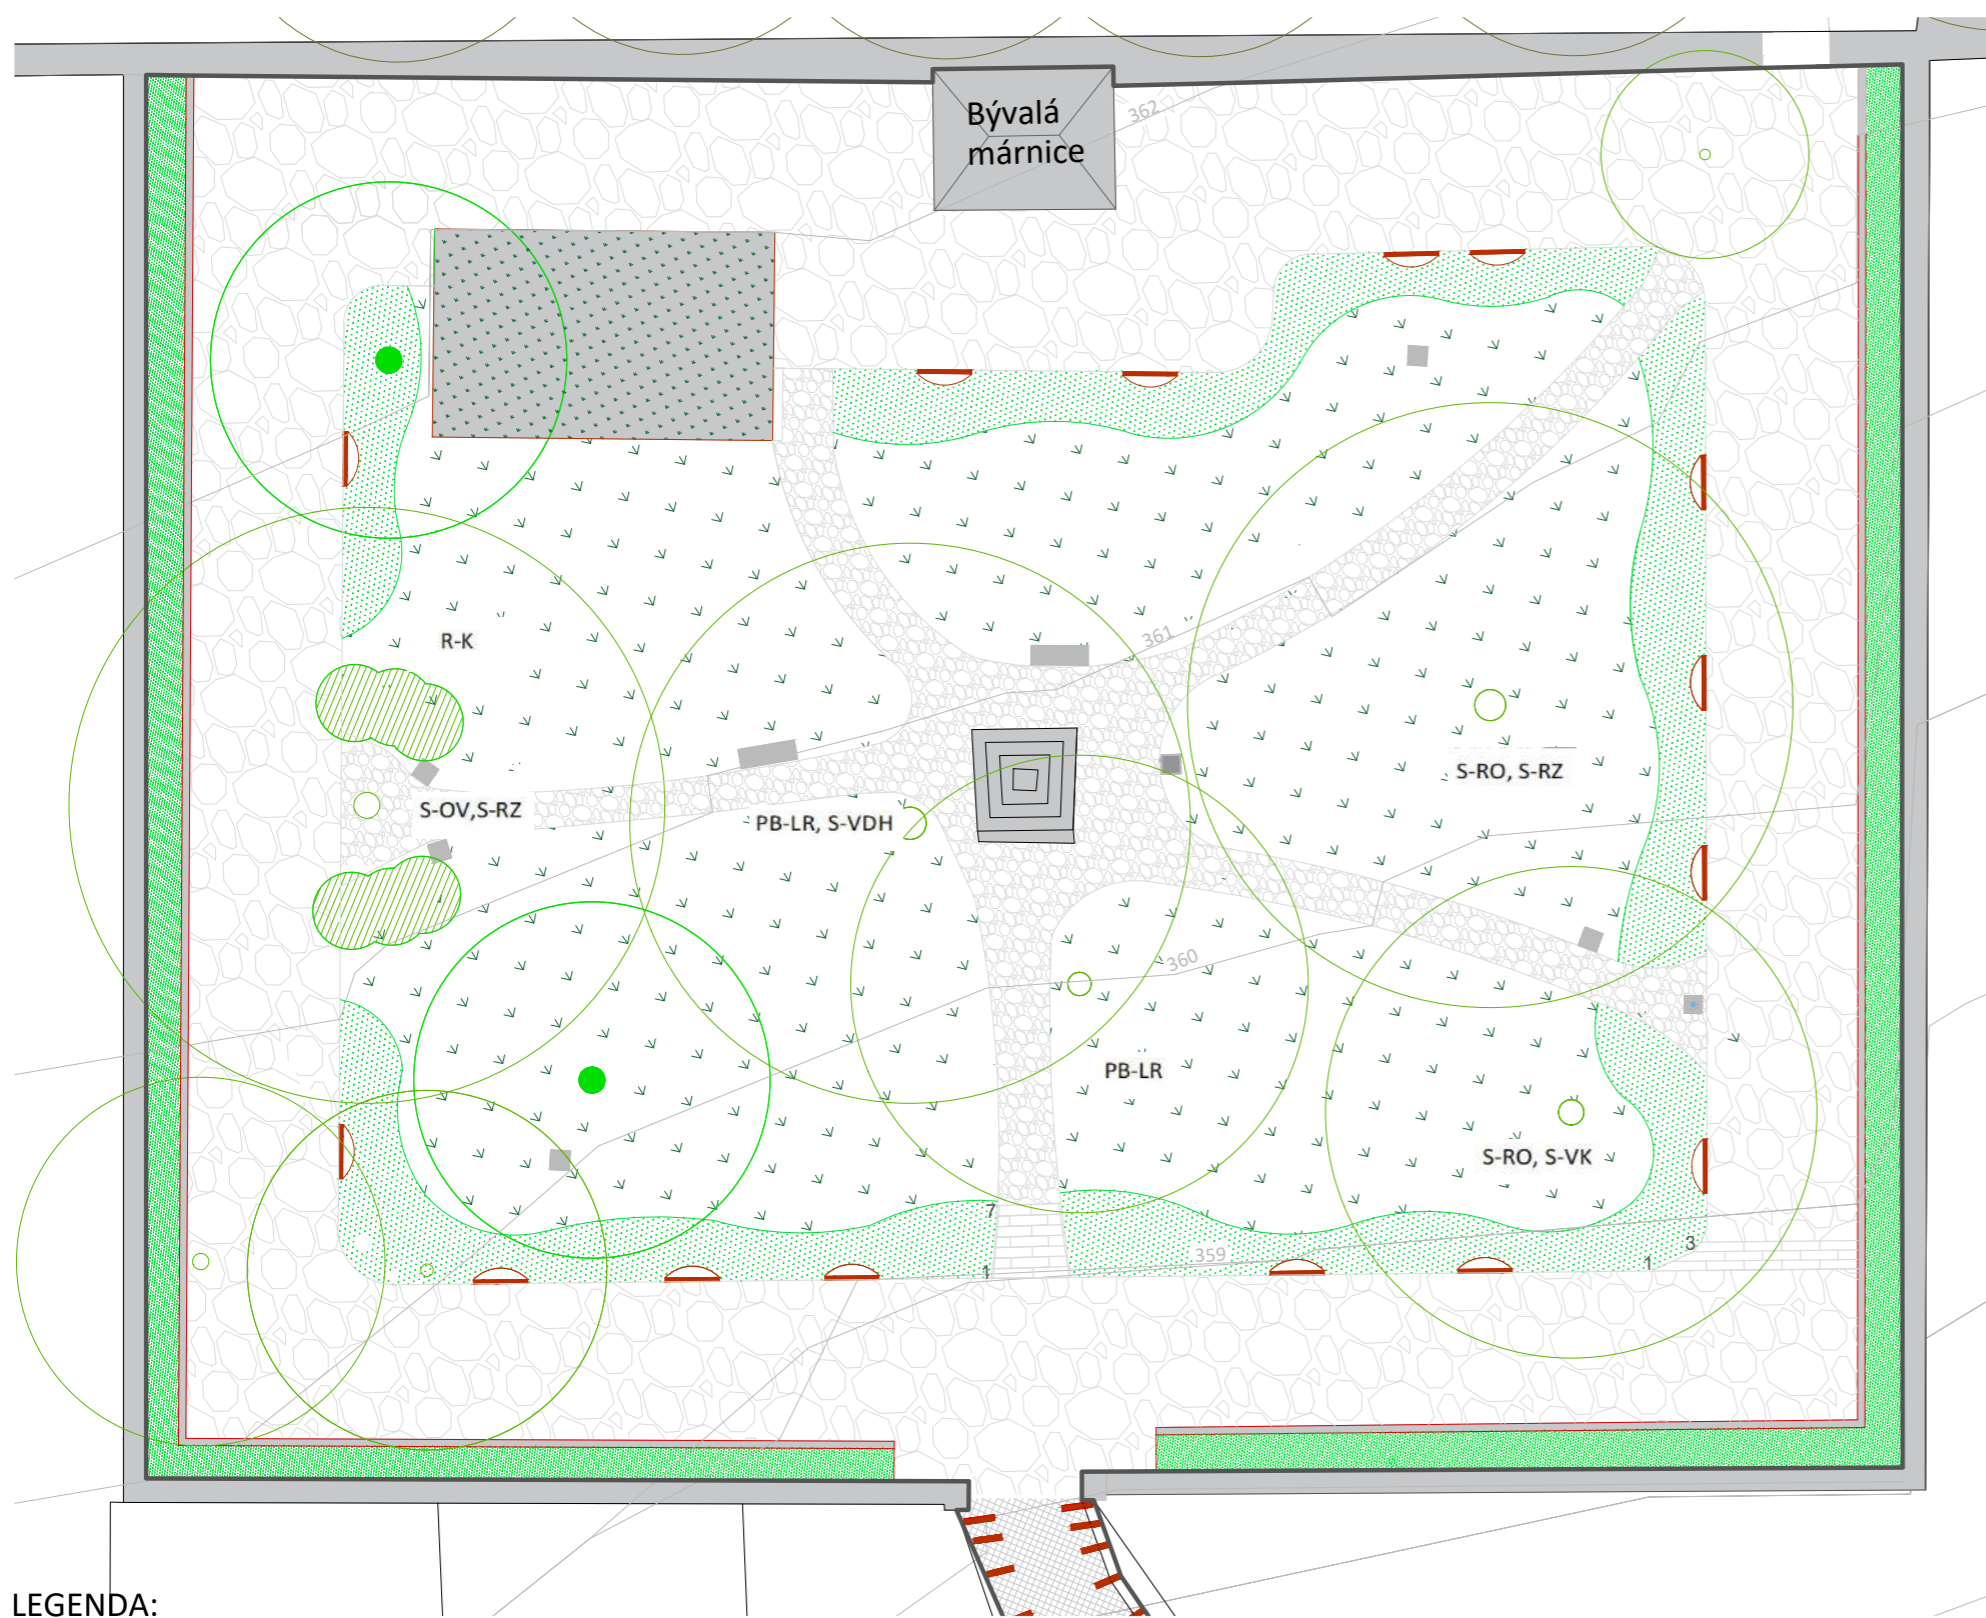 Bývalá
márnice
362
R-K
361
S-RO, S-RZ
S-OV,S-RZ
PB-LR, S-VDH
360
PB-LR
S-RO, S-VK
7
3
359
1
1
LEGENDA: